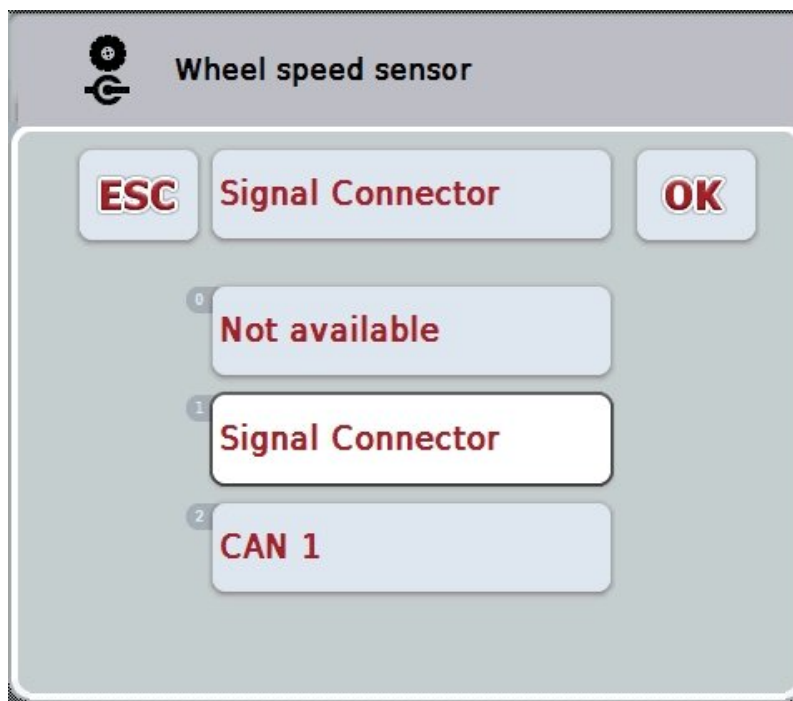 Wheel speed sensor
ESC Signal Connector OK
0
Not available
1
Signal Connector
2
CAN 1